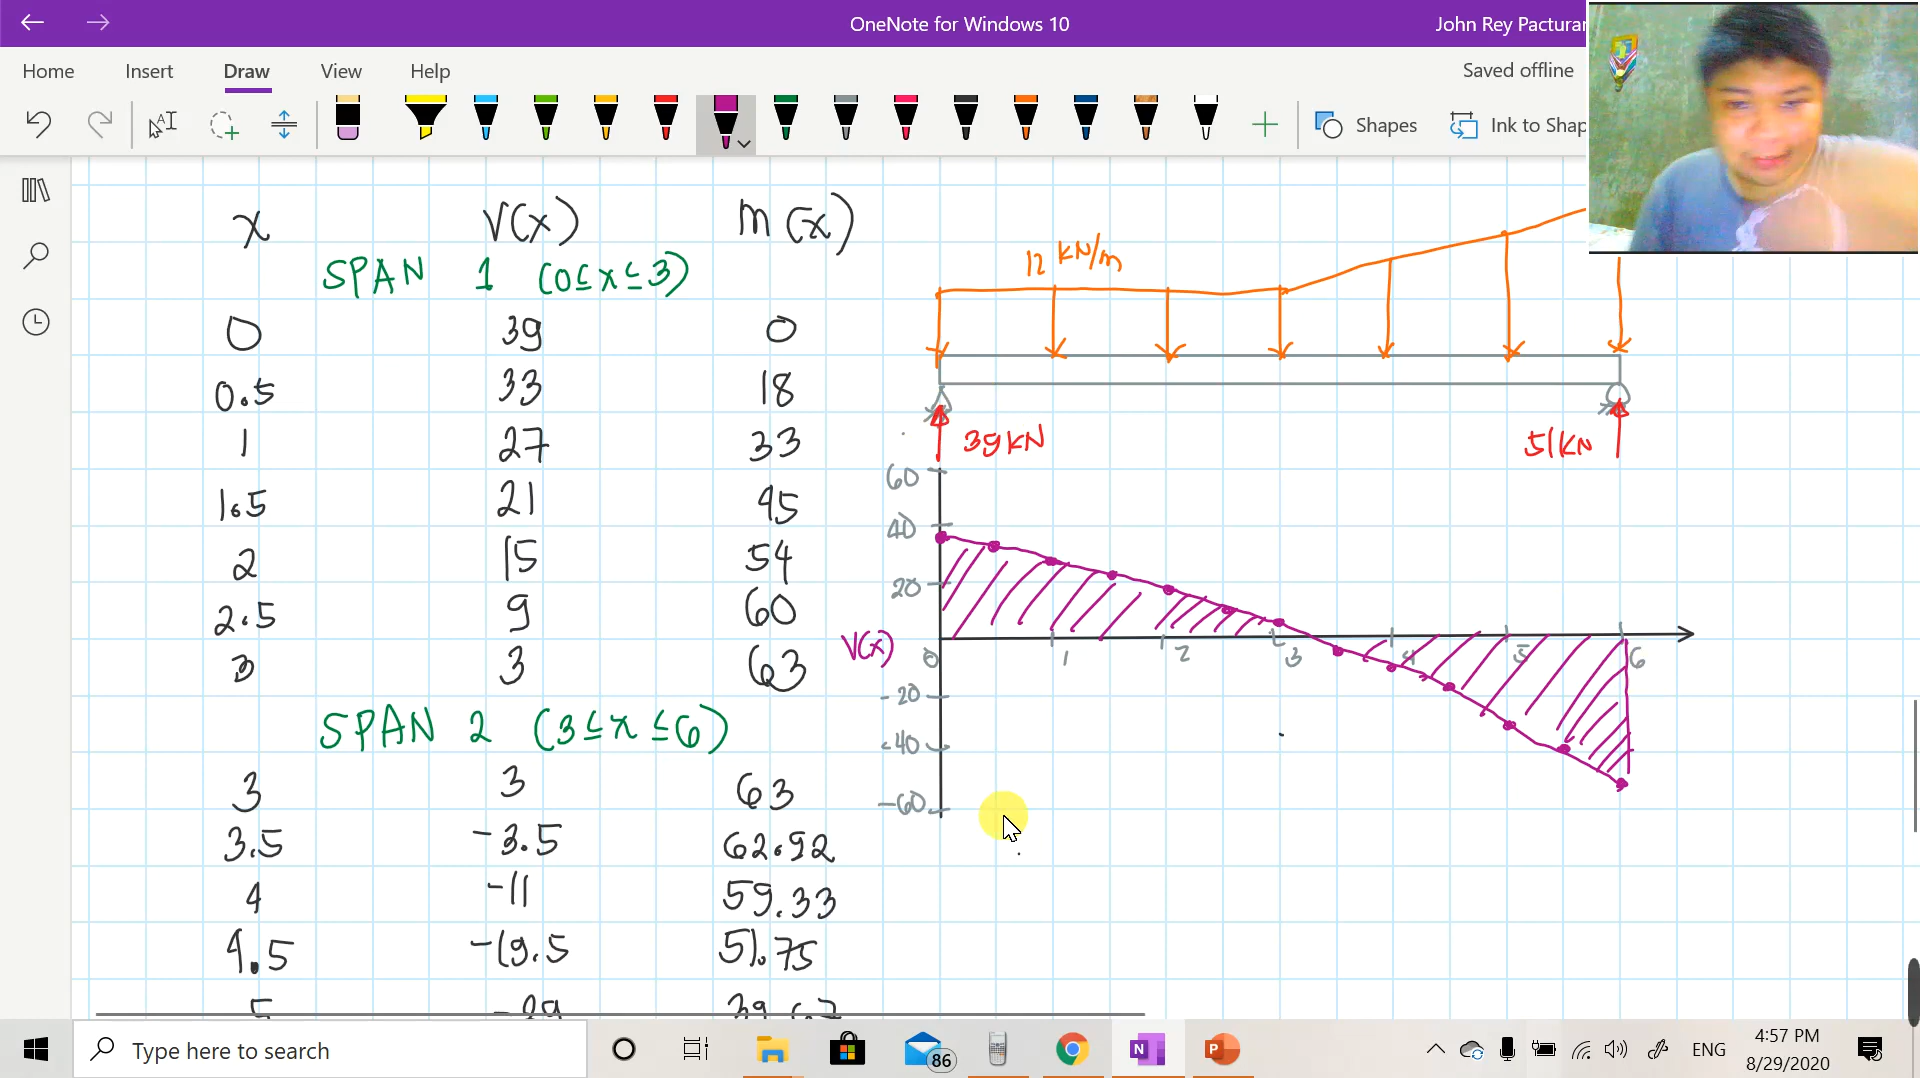 OneNote for Windows 10
John Rey Pacturan
Home Insert Draw View Help
Saved offline
Shapes
Ink to Shap
x V(x) m(x)
SPAN 1 (0≤x≤3)
0 39 0
0.5 33 18
1 27 33
1.5 21 45
2 15 54
2.5 9 60
3 3 63
SPAN 2 (3≤x≤6)
3 3 63
3.5 -3.5 62.92
4 -11 59.33
4.5 -19.5 51.75
5 -29 39.67
12 KN/m
39KN
51KN
60
40
20
V(x) 0 1 2 3 4 5 6
-20
-40
-60
Type here to search
86
ENG
4:57 PM
8/29/2020